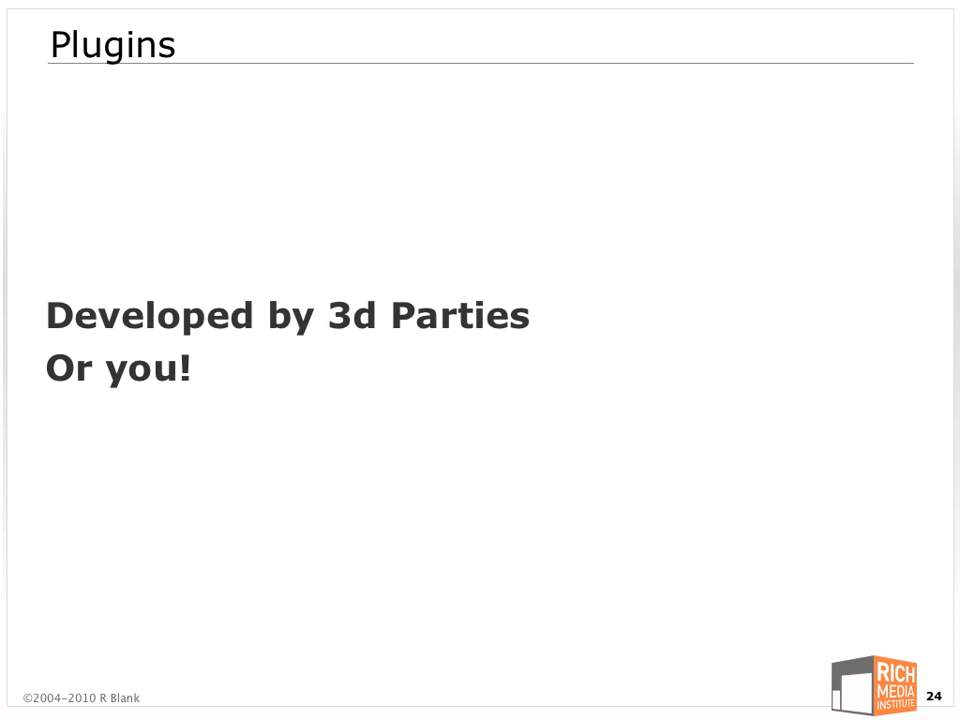 Plugins
Developed by 3d Parties
Or you!
©2004-2010 R Blank
RICH
MEDIA
INSTITUTE
24